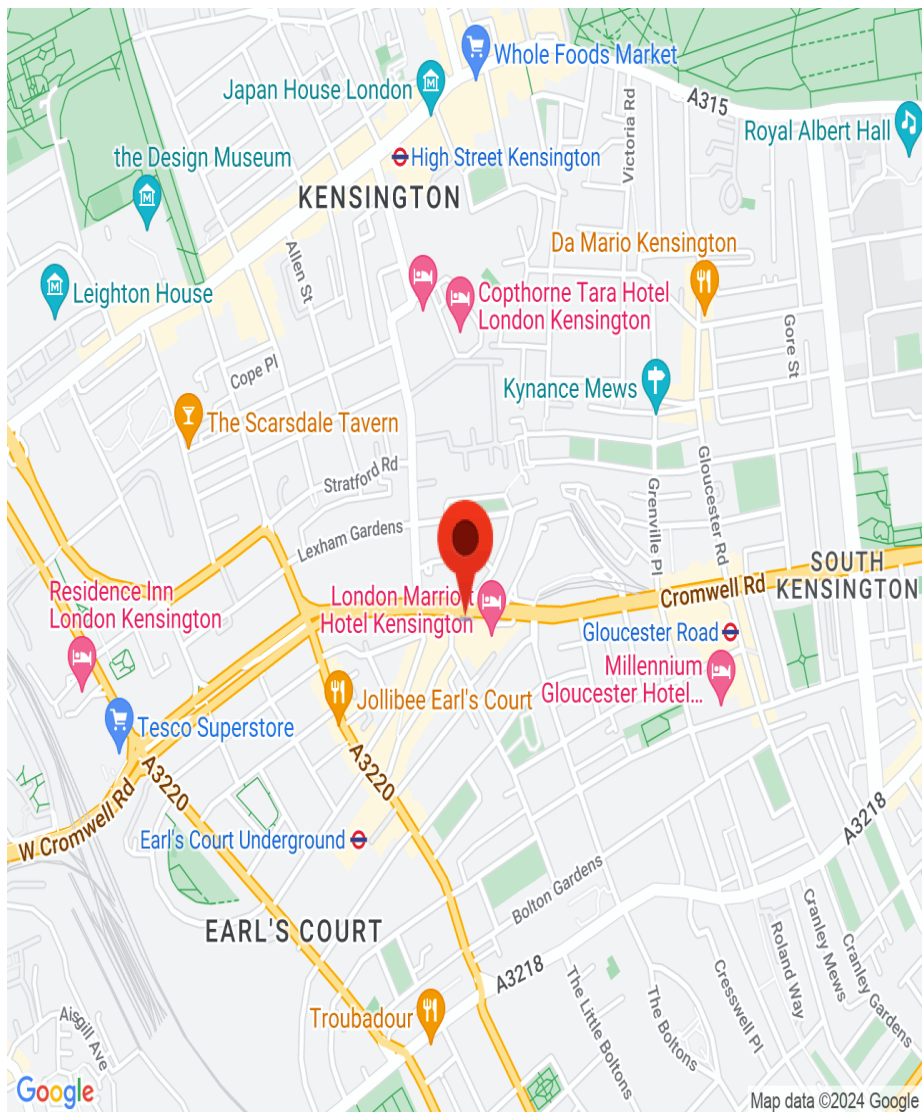 Whole Foods Market
Japan House London
A315
Victoria Rd
Royal Albert Hall
the Design Museum
High Street Kensington
KENSINGTON
Allen St
Da Mario Kensington
Leighton House
Copthorne Tara Hotel
London Kensington
Gore St
Cope Pl
Kynance Mews
The Scarsdale Tavern
Stratford Rd
Gloucester Rd
Grenville Pl
Lexham Gardens
SOUTH
KENSINGTON
Residence Inn
London Kensington
London Marriott
Hotel Kensington
Cromwell Rd
Gloucester Road
Millennium
Gloucester Hotel...
Jollibee Earl's Court
Tesco Superstore
A3220
A3220
W Cromwell Rd
Earl's Court Underground
A3218
Bolton Gardens
EARL'S COURT
A3218
Roland Way
Cranley Mews
Cranley Gardens
Cresswell Pl
The Boltons
The Little Boltons
Troubadour
Aisgill Ave
Google
Map data ©2024 Google